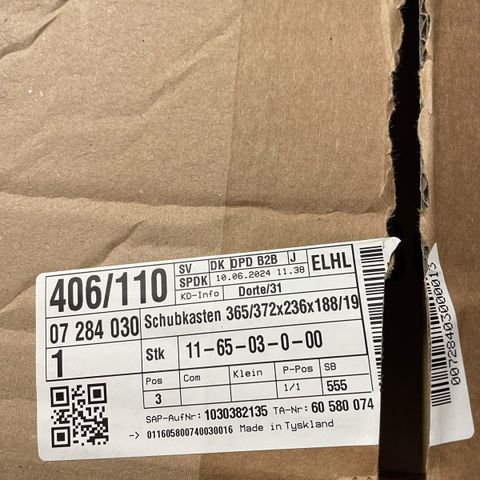 406/110 SV DK DPD B2B J ELHL
SPDK 10.06.2024 11.38
KD-Info Dorte/31
07 284 030 Schubkasten 365/372x236x188/19
1 Stk 11-65-03-0-00
Pos Com Klein P-Pos SB
3 1/1 555
SAP-AufNr: 1030382135 TA-Nr: 60 580 074
-> 011605800740030016 Made in Tyskland
00728403000013